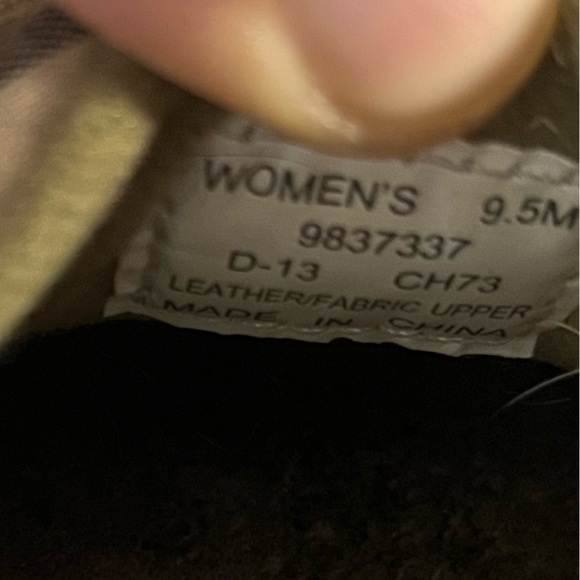 WOMEN'S 9.5M
9837337
D-13 CH73
LEATHER/FABRIC UPPER
MADE IN CHINA